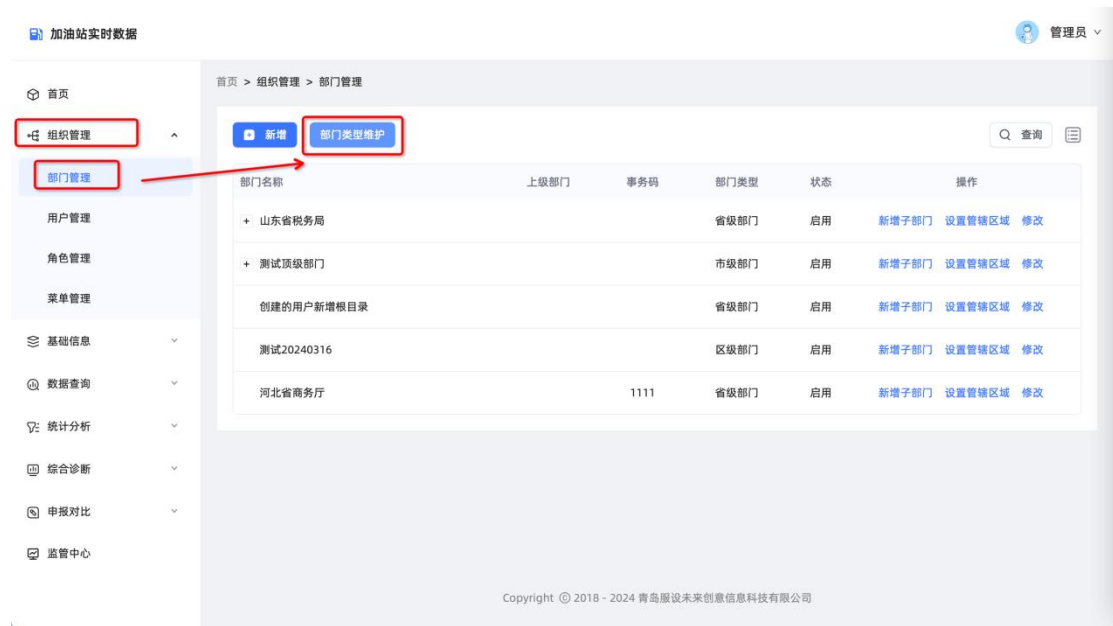 加油站实时数据
管理员
首页
首页 > 组织管理 > 部门管理
组织管理
新增 部门类型维护
查询
部门管理
部门名称 上级部门 事务码 部门类型 状态 操作
用户管理
+ 山东省税务局 省级部门 启用 新增子部门 设置管辖区域 修改
角色管理
+ 测试顶级部门 市级部门 启用 新增子部门 设置管辖区域 修改
菜单管理
创建的用户新增根目录 省级部门 启用 新增子部门 设置管辖区域 修改
基础信息
测试20240316 区级部门 启用 新增子部门 设置管辖区域 修改
数据查询
河北省商务厅 1111 省级部门 启用 新增子部门 设置管辖区域 修改
统计分析
综合诊断
申报对比
监管中心
Copyright © 2018 - 2024 青岛服设未来创意信息科技有限公司